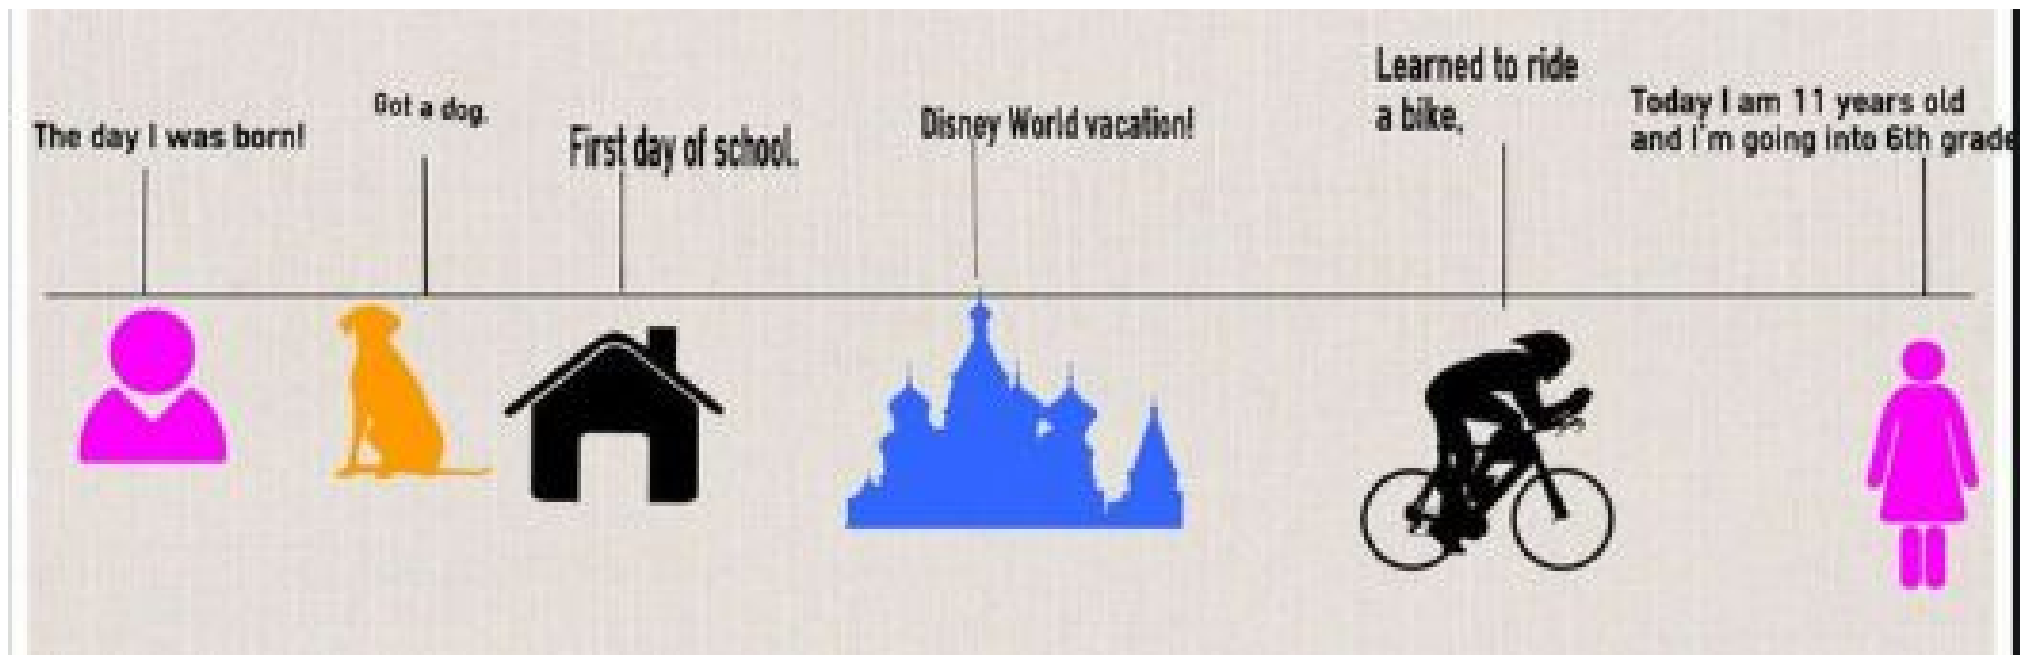 The day I was born!
Got a dog.
First day of school.
Disney World vacation!
Learned to ride
a bike.
Today I am 11 years old
and I'm going into 6th grade